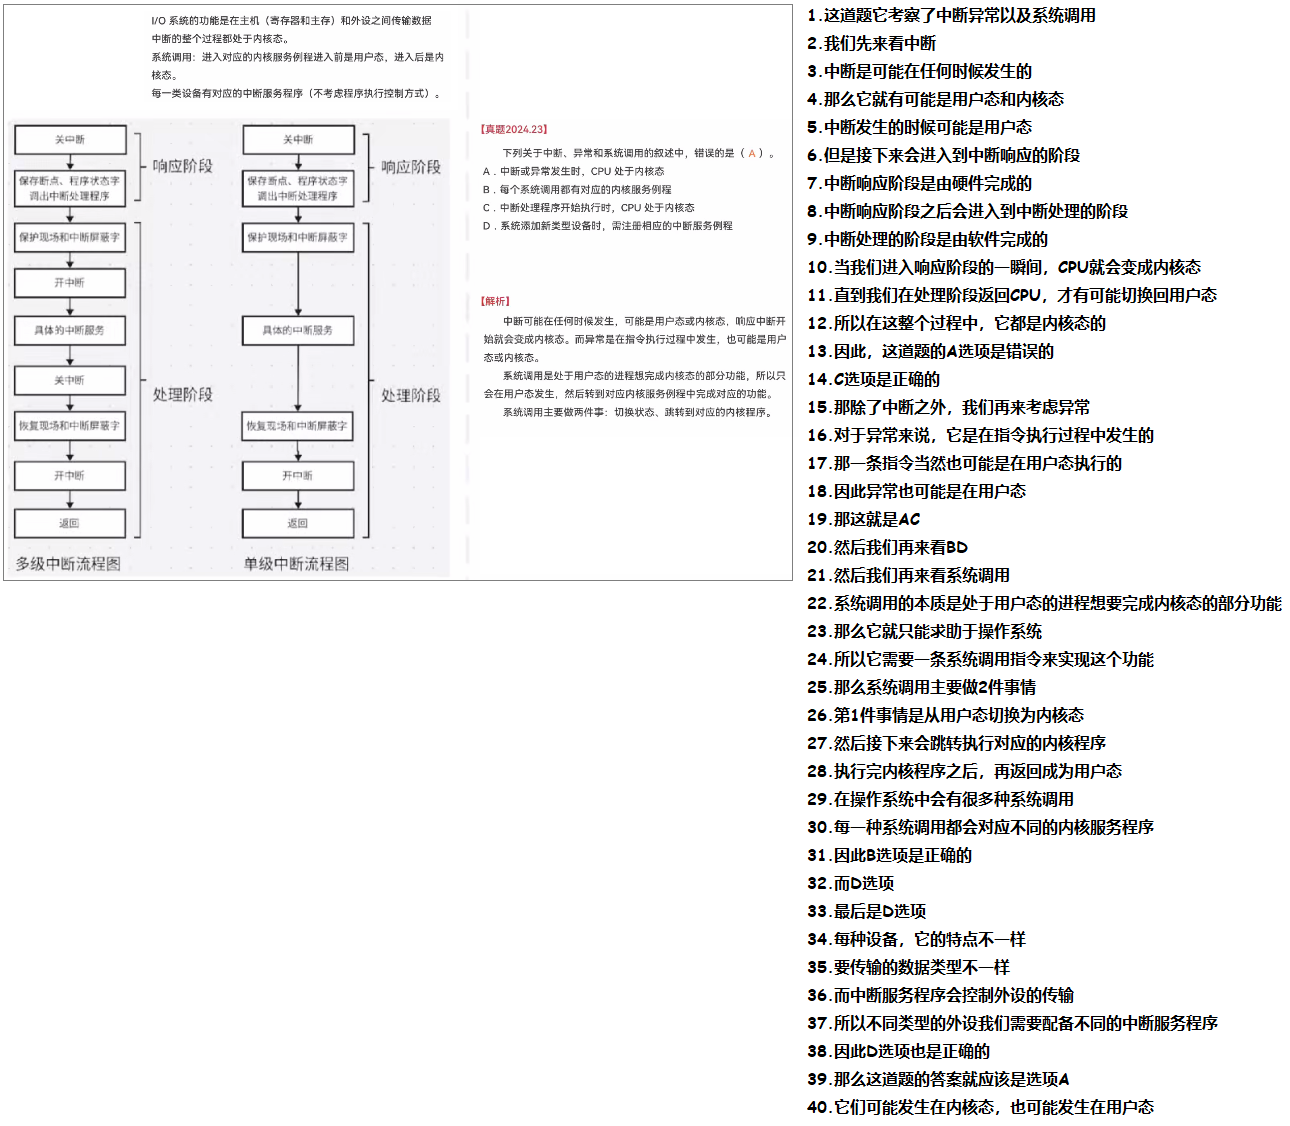 I/O 系统的功能是在主机（寄存器和主存）和外设之间传输数据
中断的整个过程都处于内核态。
系统调用：进入对应的内核服务例程进入前是用户态，进入后是内
核态。
每一类设备有对应的中断服务程序（不考虑程序执行控制方式）。
关中断
保存断点、程序状态字
调出中断处理程序
响应阶段
保护现场和中断屏蔽字
开中断
具体的中断服务
关中断
处理阶段
恢复现场和中断屏蔽字
开中断
返回
多级中断流程图
关中断
保存断点、程序状态字
调出中断处理程序
响应阶段
保护现场和中断屏蔽字
具体的中断服务
处理阶段
恢复现场和中断屏蔽字
开中断
返回
单级中断流程图
【真题2024.23】
下列关于中断、异常和系统调用的叙述中，错误的是（ A ）。
A．中断或异常发生时，CPU 处于内核态
B．每个系统调用都有对应的内核服务例程
C．中断处理程序开始执行时，CPU 处于内核态
D．系统添加新类型设备时，需注册相应的中断服务例程
【解析】
中断可能在任何时候发生，可能是用户态或内核态，响应中断开
始就会变成内核态。而异常是在指令执行过程中发生，也可能是用户
态或内核态。
系统调用是处于用户态的进程想完成内核态的部分功能，所以只
会在用户态发生，然后转到对应内核服务例程中完成对应的功能。
系统调用主要做两件事：切换状态、跳转到对应的内核程序。
1.这道题它考察了中断异常以及系统调用
2.我们先来看中断
3.中断是可能在任何时候发生的
4.那么它就有可能是用户态和内核态
5.中断发生的时候可能是用户态
6.但是接下来会进入到中断响应的阶段
7.中断响应阶段是由硬件完成的
8.中断响应阶段之后会进入到中断处理的阶段
9.中断处理的阶段是由软件完成的
10.当我们进入响应阶段的一瞬间，CPU就会变成内核态
11.直到我们在处理阶段返回CPU，才有可能切换回用户态
12.所以在这整个过程中，它都是内核态的
13.因此，这道题的A选项是错误的
14.C选项是正确的
15.那除了中断之外，我们再来考虑异常
16.对于异常来说，它是在指令执行过程中发生的
17.那一条指令当然也可能是在用户态执行的
18.因此异常也可能是在用户态
19.那这就是AC
20.然后我们再来看BD
21.然后我们再来看系统调用
22.系统调用的本质是处于用户态的进程想要完成内核态的部分功能
23.那么它就只能求助于操作系统
24.所以它需要一条系统调用指令来实现这个功能
25.那么系统调用主要做2件事情
26.第1件事情是从用户态切换为内核态
27.然后接下来会跳转执行对应的内核程序
28.执行完内核程序之后，再返回成为用户态
29.在操作系统中会有很多种系统调用
30.每一种系统调用都会对应不同的内核服务程序
31.因此B选项是正确的
32.而D选项
33.最后是D选项
34.每种设备，它的特点不一样
35.要传输的数据类型不一样
36.而中断服务程序会控制外设的传输
37.所以不同类型的外设我们需要配备不同的中断服务程序
38.因此D选项也是正确的
39.那么这道题的答案就应该是选项A
40.它们可能发生在内核态，也可能发生在用户态